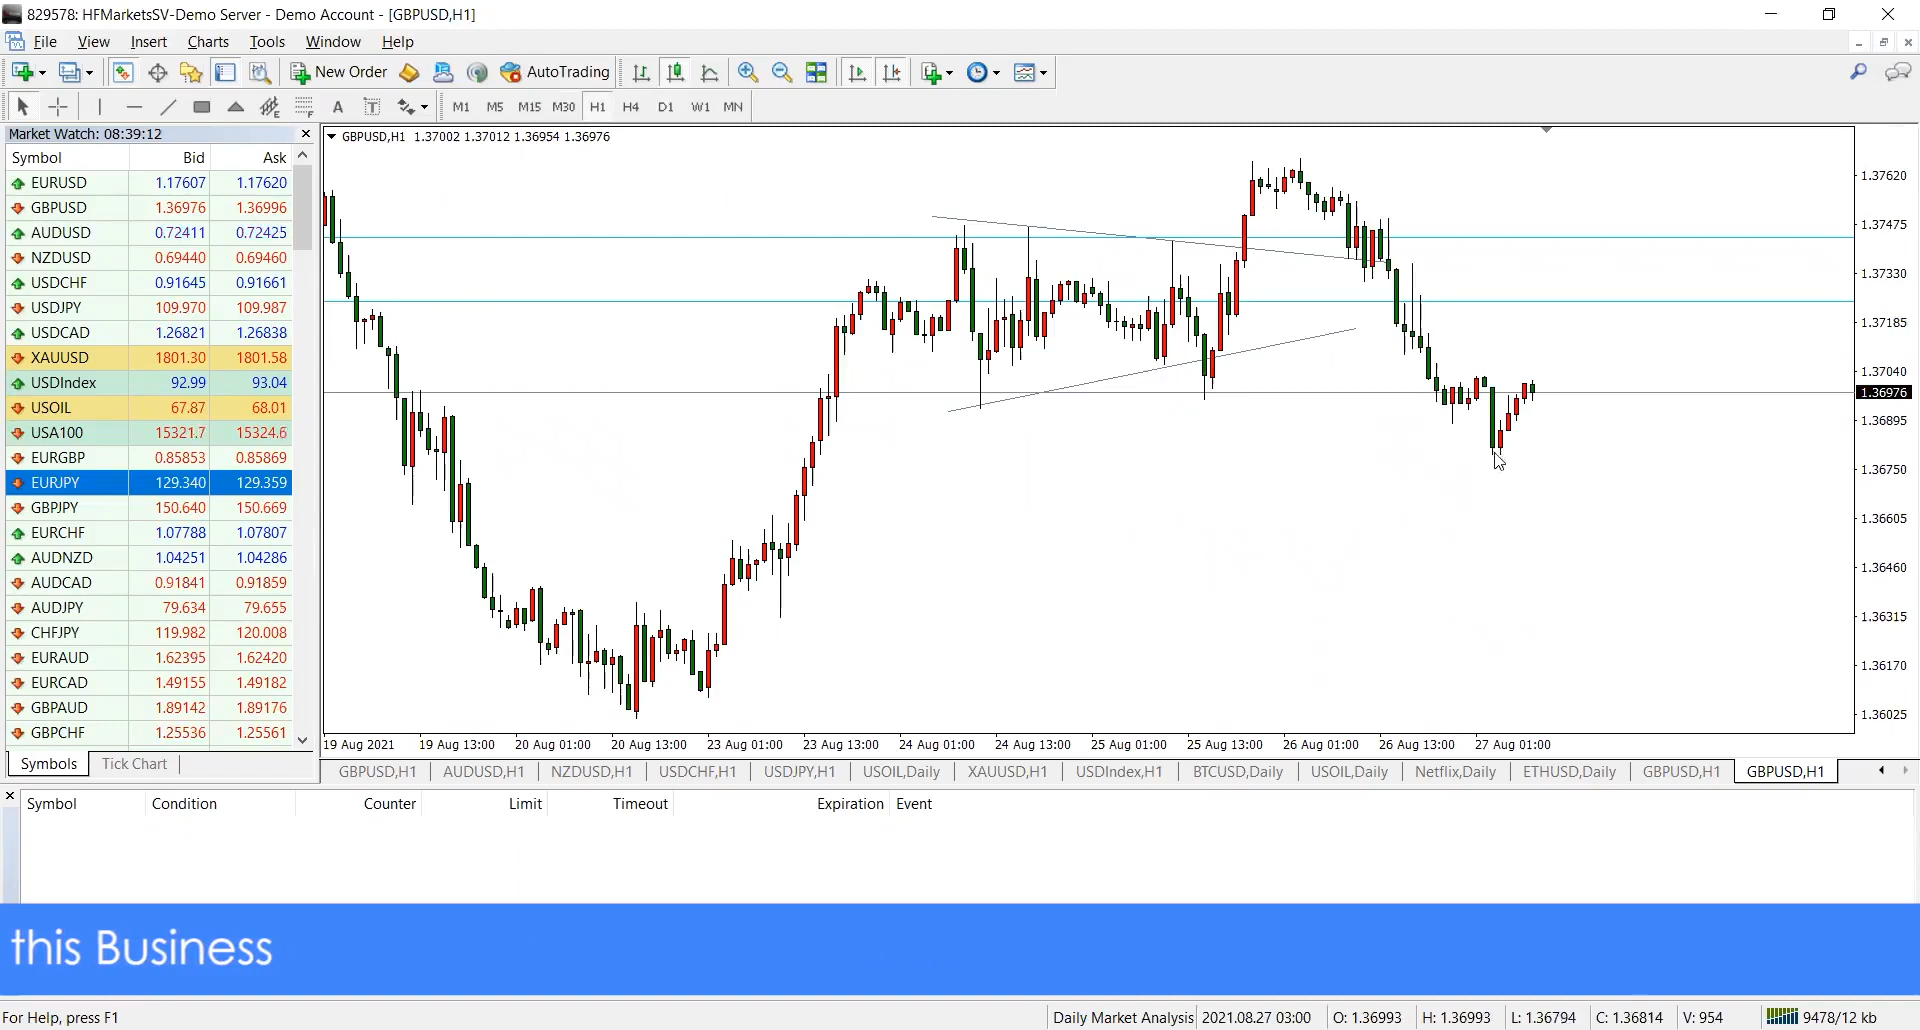 829578: HFMarketsSV-Demo Server - Demo Account - [GBPUSD,H1]
File View Insert Charts Tools Window Help
New Order AutoTrading
A T E F M1 M5 M15 M30 H1 H4 D1 W1 MN
Market Watch: 08:39:12
Symbol Bid Ask
EURUSD 1.17607 1.17620
GBPUSD 1.36976 1.36996
AUDUSD 0.72411 0.72425
NZDUSD 0.69440 0.69460
USDCHF 0.91645 0.91661
USDJPY 109.970 109.987
USDCAD 1.26821 1.26838
XAUUSD 1801.30 1801.58
USDIndex 92.99 93.04
USOIL 67.87 68.01
USA100 15321.7 15324.6
EURGBP 0.85853 0.85869
EURJPY 129.340 129.359
GBPJPY 150.640 150.669
EURCHF 1.07788 1.07807
AUDNZD 1.04251 1.04286
AUDCAD 0.91841 0.91859
AUDJPY 79.634 79.655
CHFJPY 119.982 120.008
EURAUD 1.62395 1.62420
EURCAD 1.49155 1.49182
GBPAUD 1.89142 1.89176
GBPCHF 1.25536 1.25561
Symbols Tick Chart
GBPUSD,H1 1.37002 1.37012 1.36954 1.36976
1.37620
1.37475
1.37330
1.37185
1.37040
1.36976
1.36895
1.36750
1.36605
1.36460
1.36315
1.36170
1.36025
19 Aug 2021 19 Aug 13:00 20 Aug 01:00 20 Aug 13:00 23 Aug 01:00 23 Aug 13:00 24 Aug 01:00 24 Aug 13:00 25 Aug 01:00 25 Aug 13:00 26 Aug 01:00 26 Aug 13:00 27 Aug 01:00
GBPUSD,H1 AUDUSD,H1 NZDUSD,H1 USDCHF,H1 USDJPY,H1 USOIL,Daily XAUUSD,H1 USDIndex,H1 BTCUSD,Daily USOIL,Daily Netflix,Daily ETHUSD,Daily GBPUSD,H1 GBPUSD,H1
Symbol Condition Counter Limit Timeout Expiration Event
this Business
For Help, press F1 Daily Market Analysis 2021.08.27 03:00 O: 1.36993 H: 1.36993 L: 1.36794 C: 1.36814 V: 954 9478/12 kb